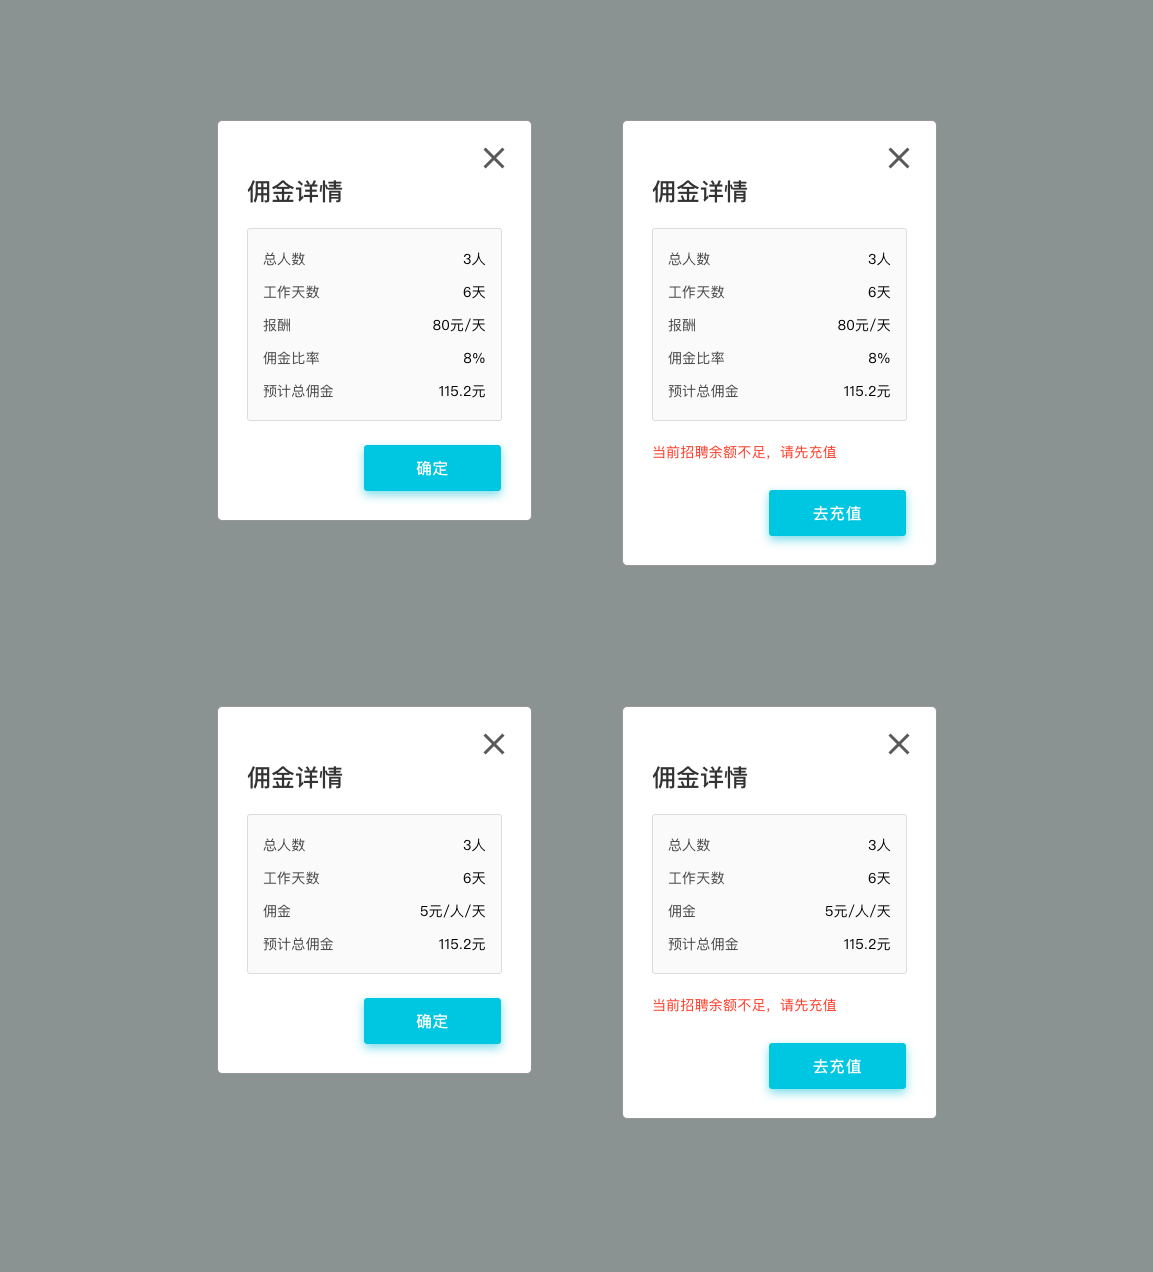 佣金详情
总人数 3人
工作天数 6天
报酬 80元/天
佣金比率 8%
预计总佣金 115.2元
确定
佣金详情
总人数 3人
工作天数 6天
报酬 80元/天
佣金比率 8%
预计总佣金 115.2元
当前招聘余额不足，请先充值
去充值
佣金详情
总人数 3人
工作天数 6天
佣金 5元/人/天
预计总佣金 115.2元
确定
佣金详情
总人数 3人
工作天数 6天
佣金 5元/人/天
预计总佣金 115.2元
当前招聘余额不足，请先充值
去充值